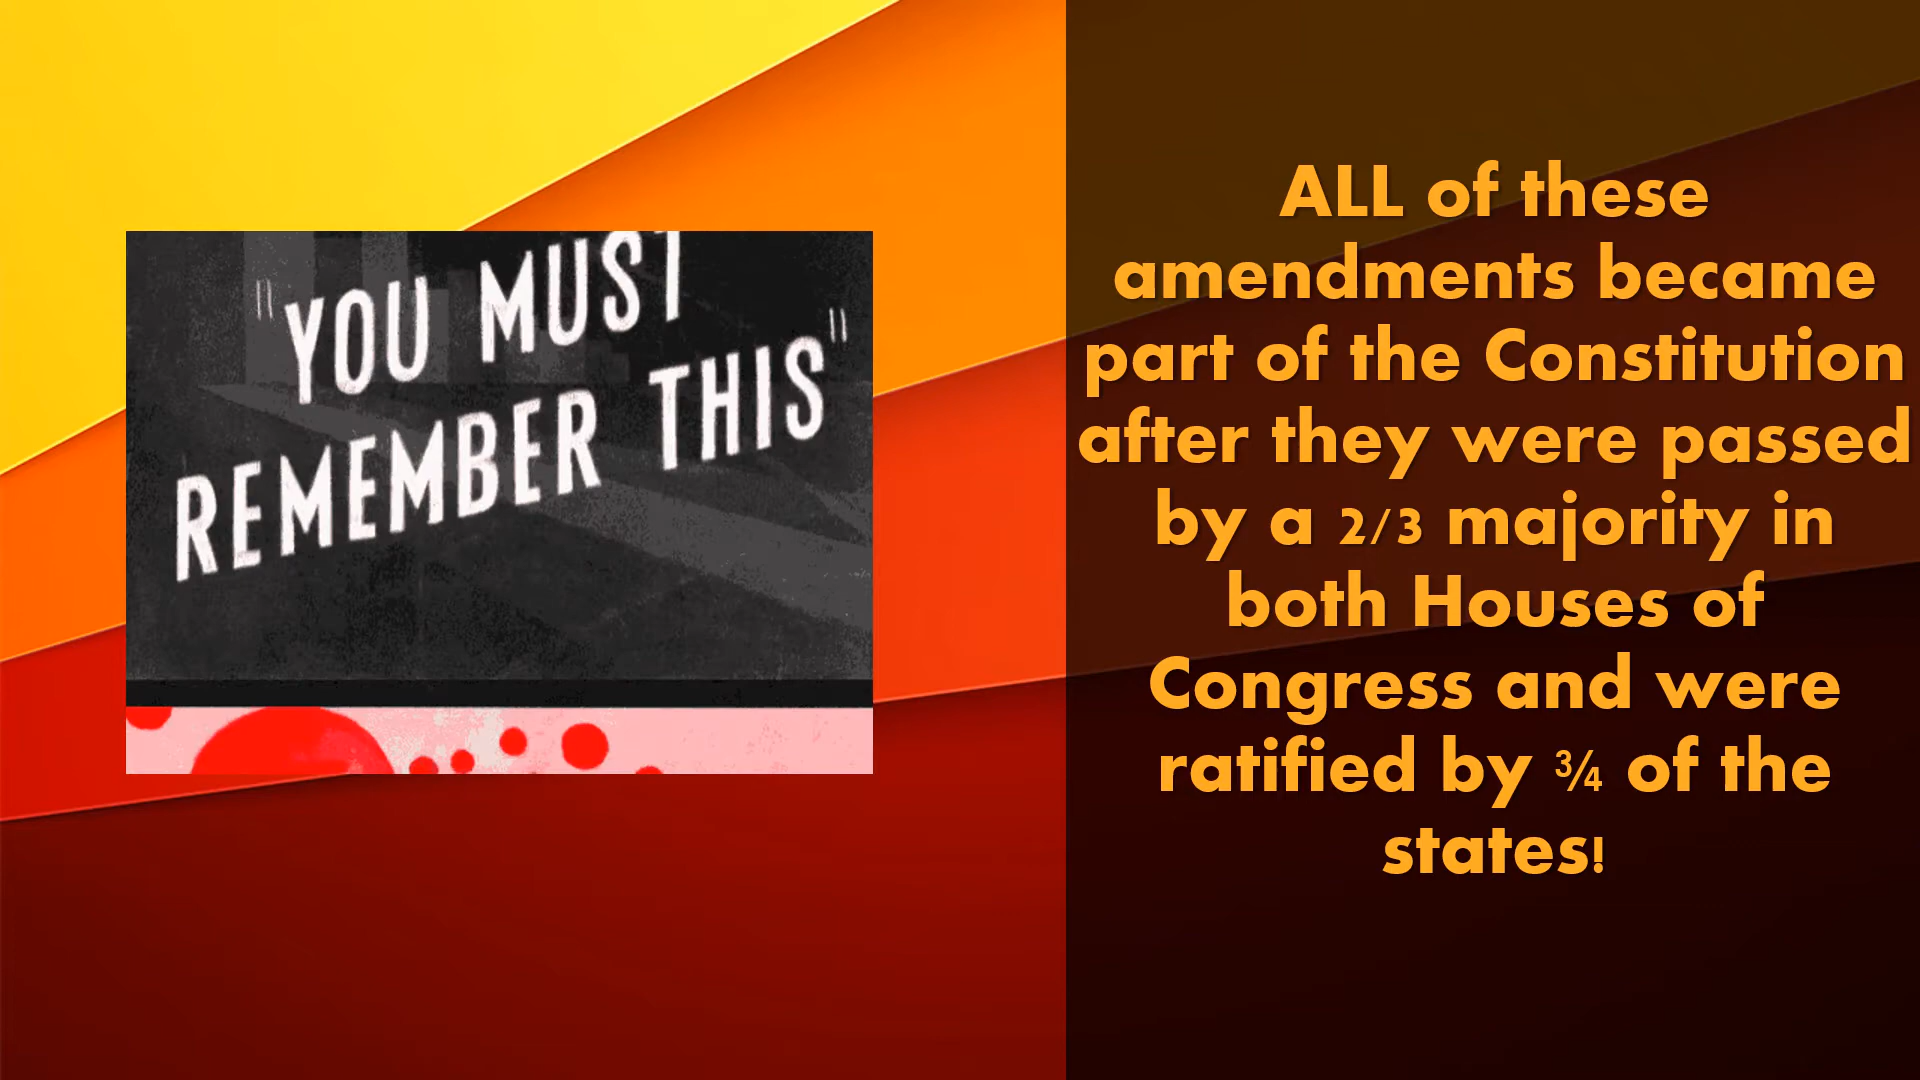 "YOU MUST
REMEMBER THIS"
ALL of these
amendments became
part of the Constitution
after they were passed
by a 2/3 majority in
both Houses of
Congress and were
ratified by ¾ of the
states!